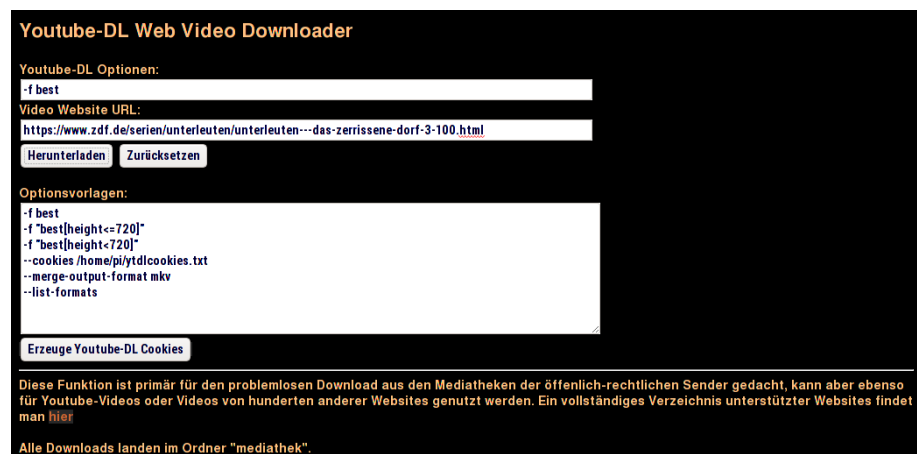 Youtube-DL Web Video Downloader
Youtube-DL Optionen:
-f best
Video Website URL:
https://www.zdf.de/serien/unterleuten/unterleuten---das-zerrissene-dorf-3-100.html
Herunterladen Zurücksetzen
Optionsvorlagen:
-f best
-f "best[height<=720]"
-f "best[height<720]"
--cookies /home/pi/ytdlcookies.txt
--merge-output-format mkv
--list-formats
Erzeuge Youtube-DL Cookies
Diese Funktion ist primär für den problemlosen Download aus den Mediatheken der öffenlich-rechtlichen Sender gedacht, kann aber ebenso
für Youtube-Videos oder Videos von hunderten anderer Websites genutzt werden. Ein vollständiges Verzeichnis unterstützter Websites findet
man hier
Alle Downloads landen im Ordner "mediathek".